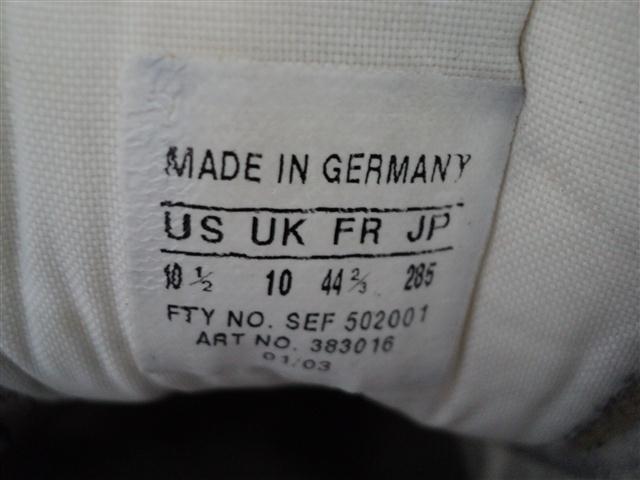 MADE IN GERMANY
US UK FR JP
10 ½ 10 44 ⅔ 285
FTY NO. SEF 502001
ART NO. 383016
01/03